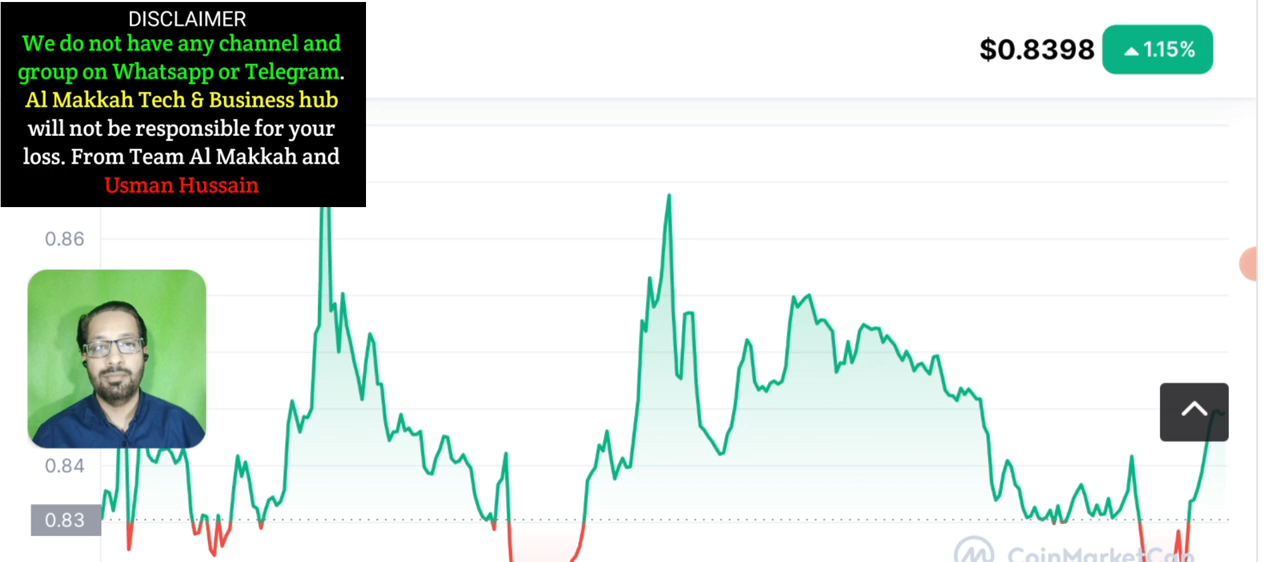 DISCLAIMER
We do not have any channel and
group on Whatsapp or Telegram.
Al Makkah Tech & Business hub
will not be responsible for your
loss. From Team Al Makkah and
Usman Hussain
$0.8398 1.15%
0.86
0.84
0.83
CoinMarketCap